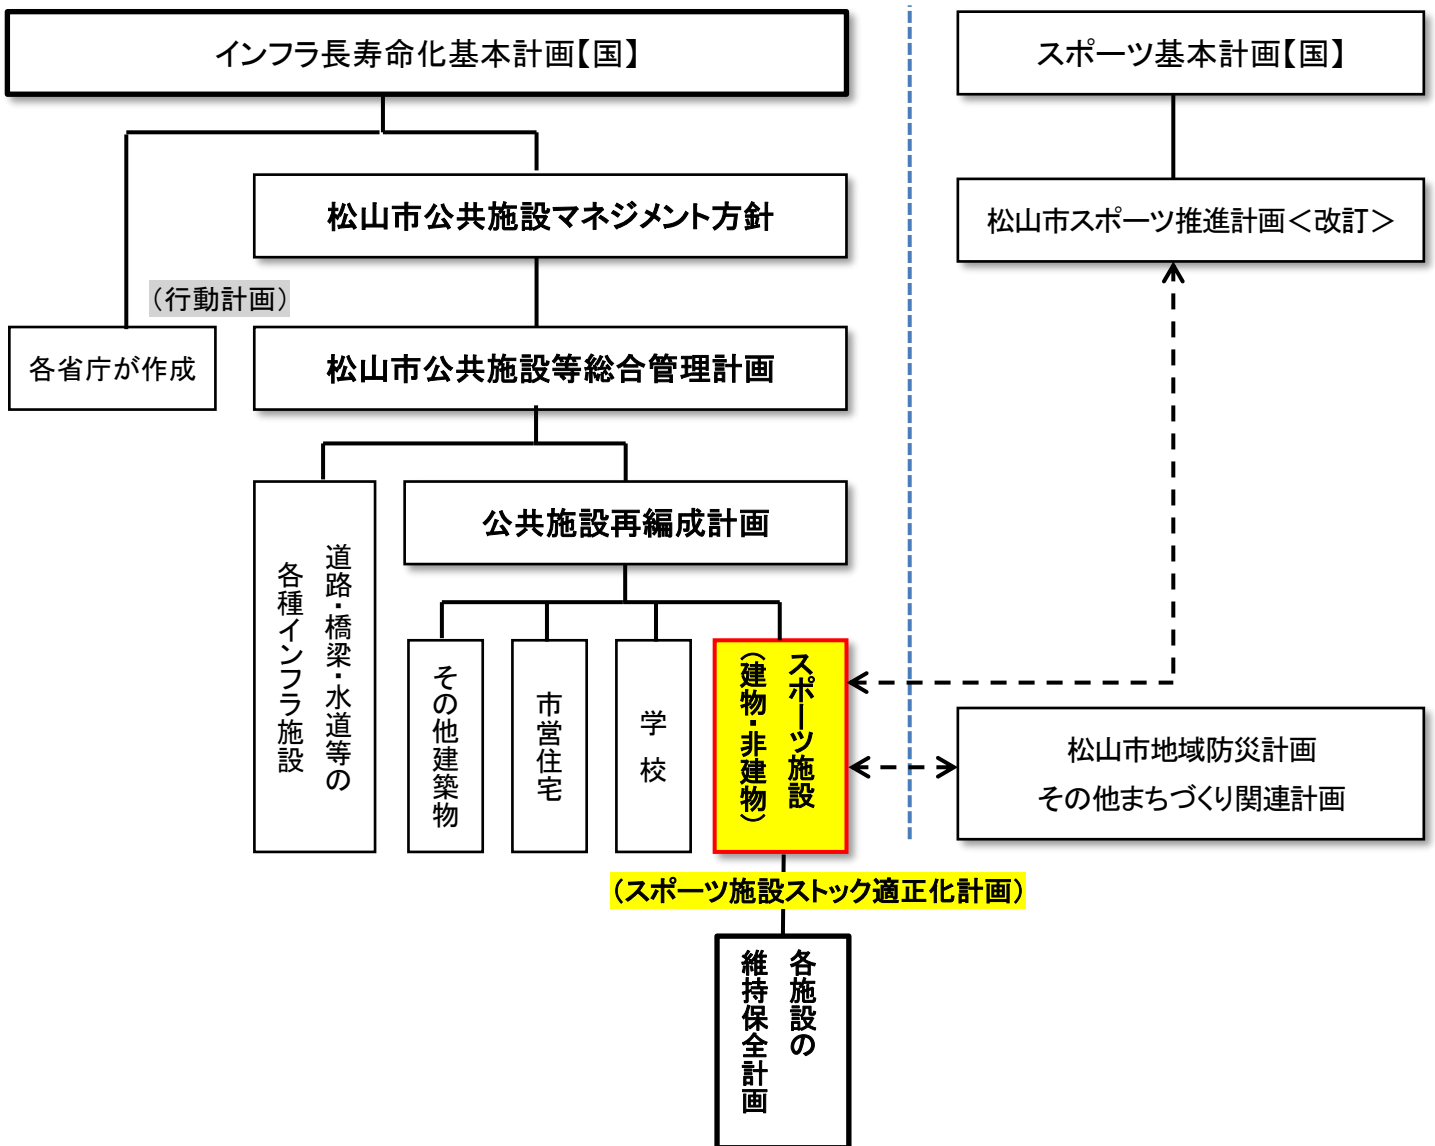 インフラ長寿命化基本計画【国】
スポーツ基本計画【国】
松山市公共施設マネジメント方針
松山市スポーツ推進計画＜改訂＞
（行動計画）
各省庁が作成
松山市公共施設等総合管理計画
公共施設再編成計画
道路・橋梁・水道等の
各種インフラ施設
その他建築物
市営住宅
学校
スポーツ施設
（建物・非建物）
松山市地域防災計画
その他まちづくり関連計画
（スポーツ施設ストック適正化計画）
各施設の
維持保全計画